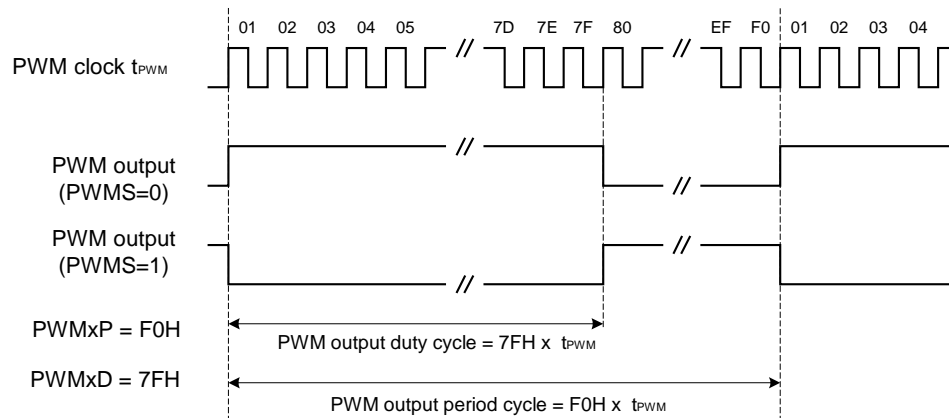 01 02 03 04 05 // 7D 7E 7F 80 // EF F0 01 02 03 04
PWM clock tPWM
PWM output
(PWMS=0)
// //
PWM output
(PWMS=1)
// //
PWMxP = F0H
PWM output duty cycle = 7FH x tPWM
PWMxD = 7FH
PWM output period cycle = F0H x tPWM